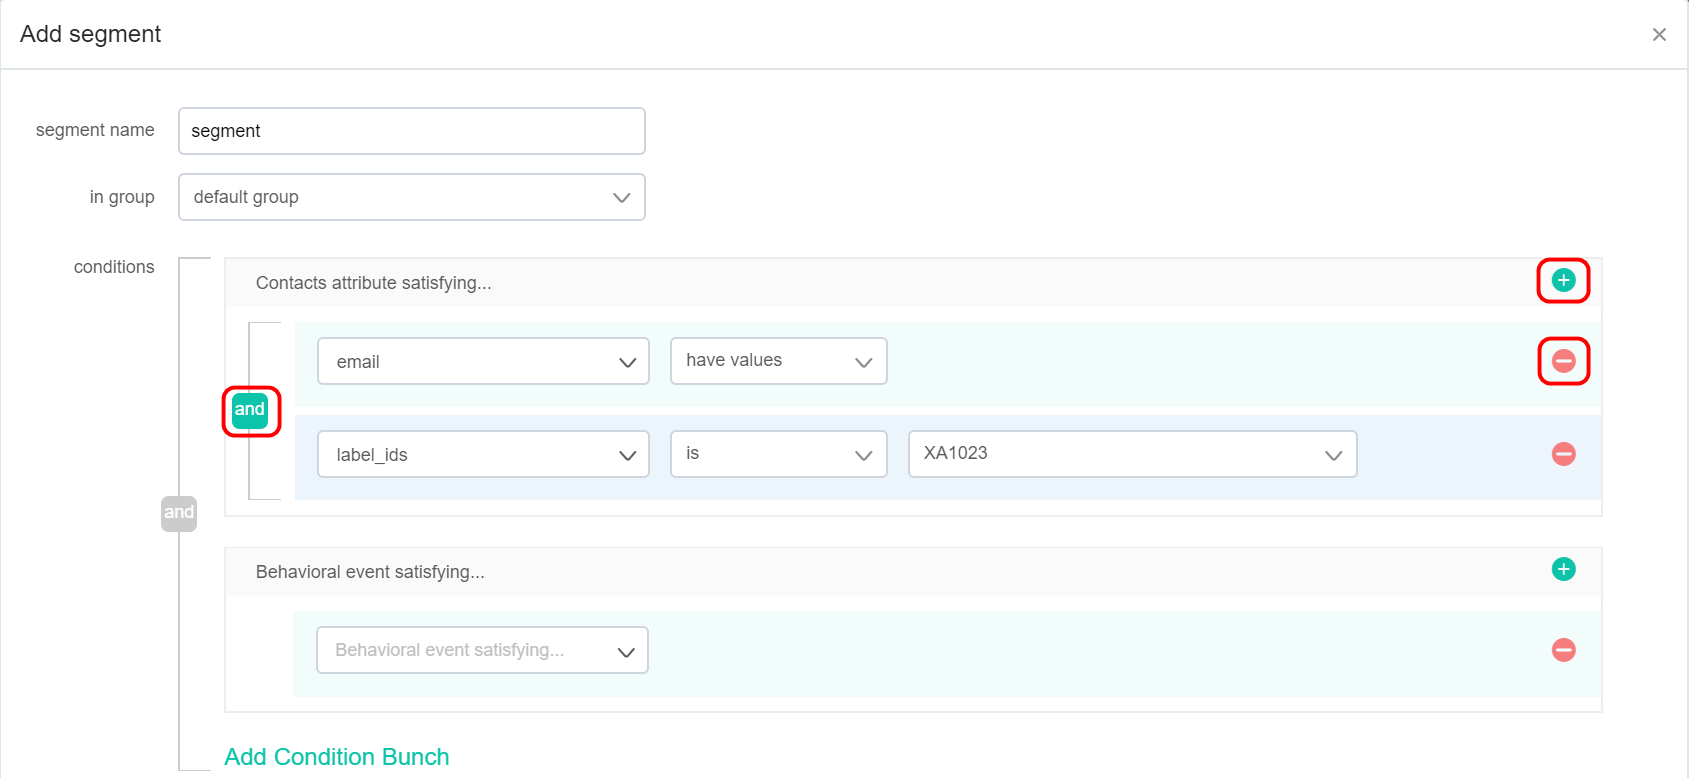 Add segment
segment name
segment
in group
default group
conditions
Contacts attribute satisfying...
email
have values
and
label_ids
is
XA1023
and
Behavioral event satisfying...
Behavioral event satisfying...
Add Condition Bunch